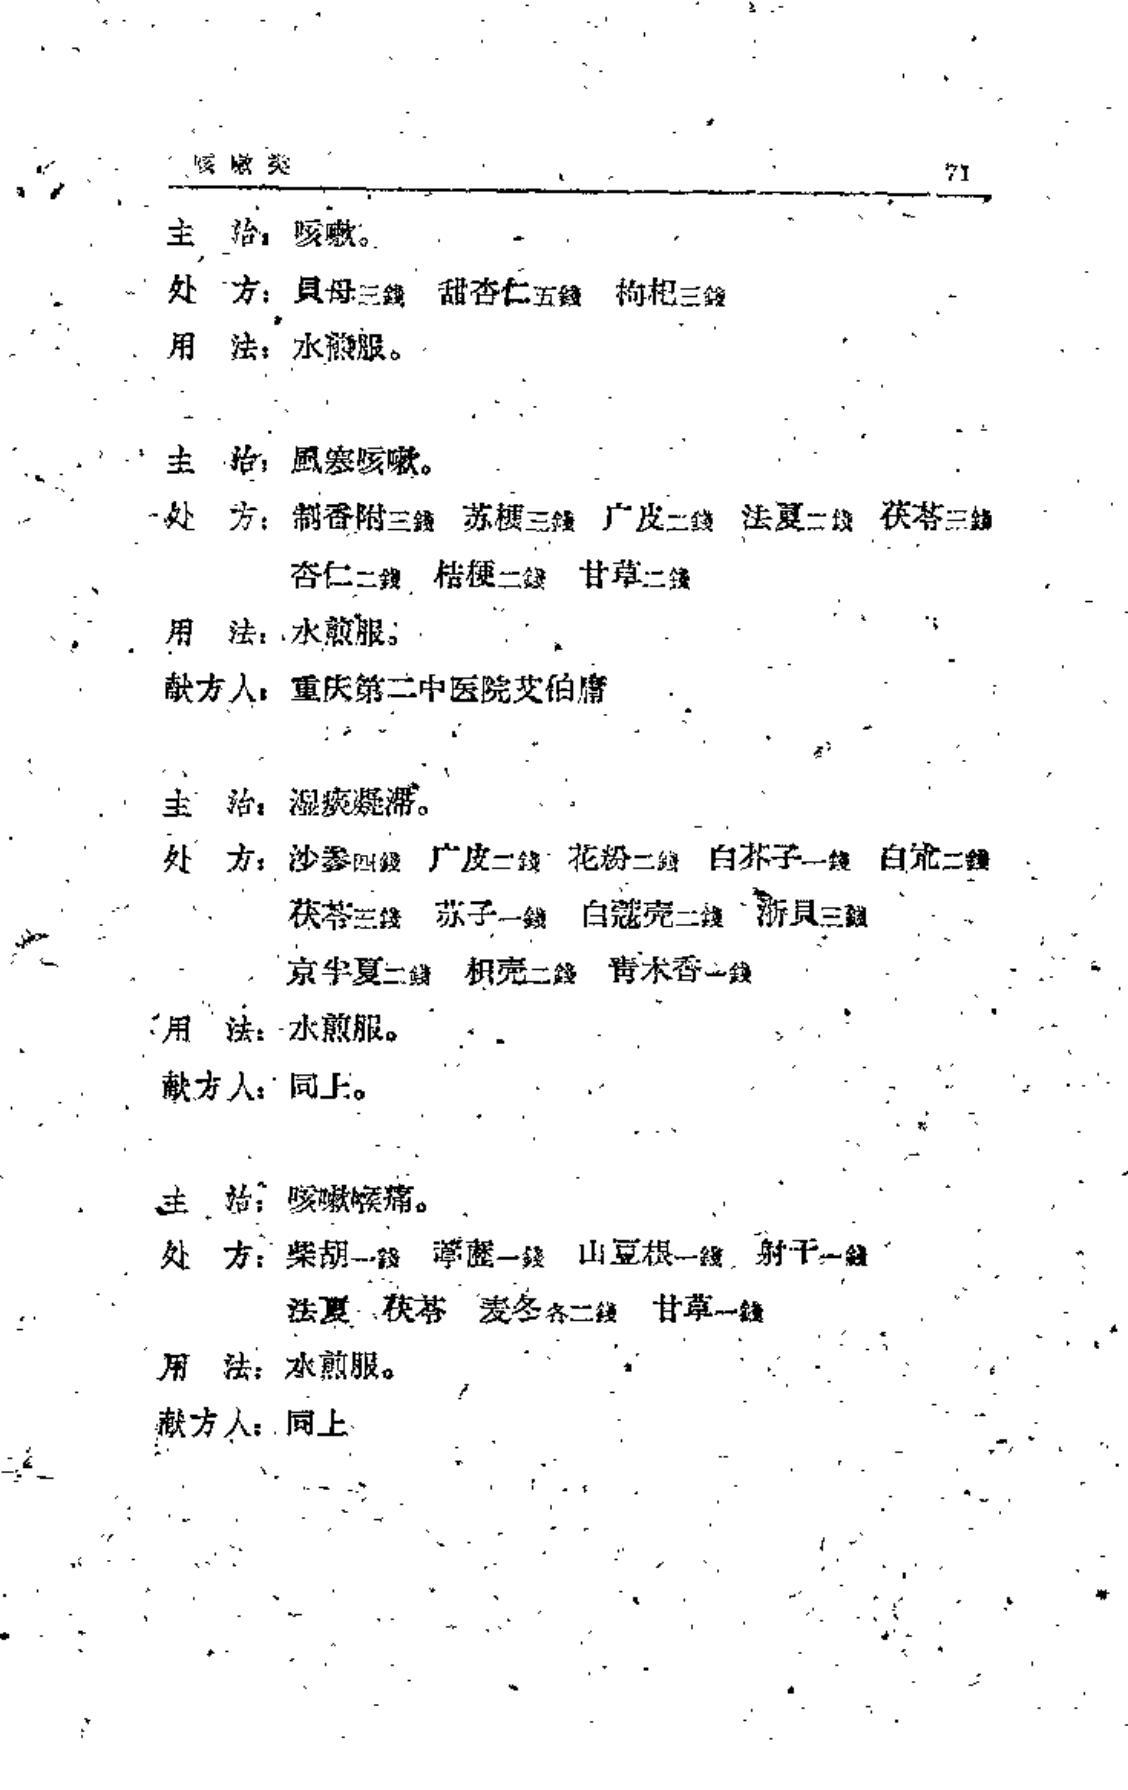 咳嗽类 71
主　治：咳嗽。
处　方：貝母三錢　甜杏仁五錢　枸杞三錢
用　法：水煎服。
主　治：風寒咳嗽。
处　方：制香附三錢　苏梗三錢　广皮二錢　法夏二錢　茯苓三錢
杏仁二錢　桔梗二錢　甘草二錢
用　法：水煎服。
献方人：重庆第二中医院艾伯庸
主　治：湿痰凝滞。
处　方：沙参四錢　广皮二錢　花粉二錢　白芥子一錢　白朮二錢
茯苓三錢　苏子一錢　白蔻壳二錢　浙貝三錢
京半夏二錢　枳壳二錢　青木香一錢
用　法：水煎服。
献方人：同上。
主　治：咳嗽喉痛。
处　方：柴胡一錢　葶藶一錢　山豆根一錢　射干一錢
法夏　茯苓　麦冬各二錢　甘草一錢
用　法：水煎服。
献方人：同上